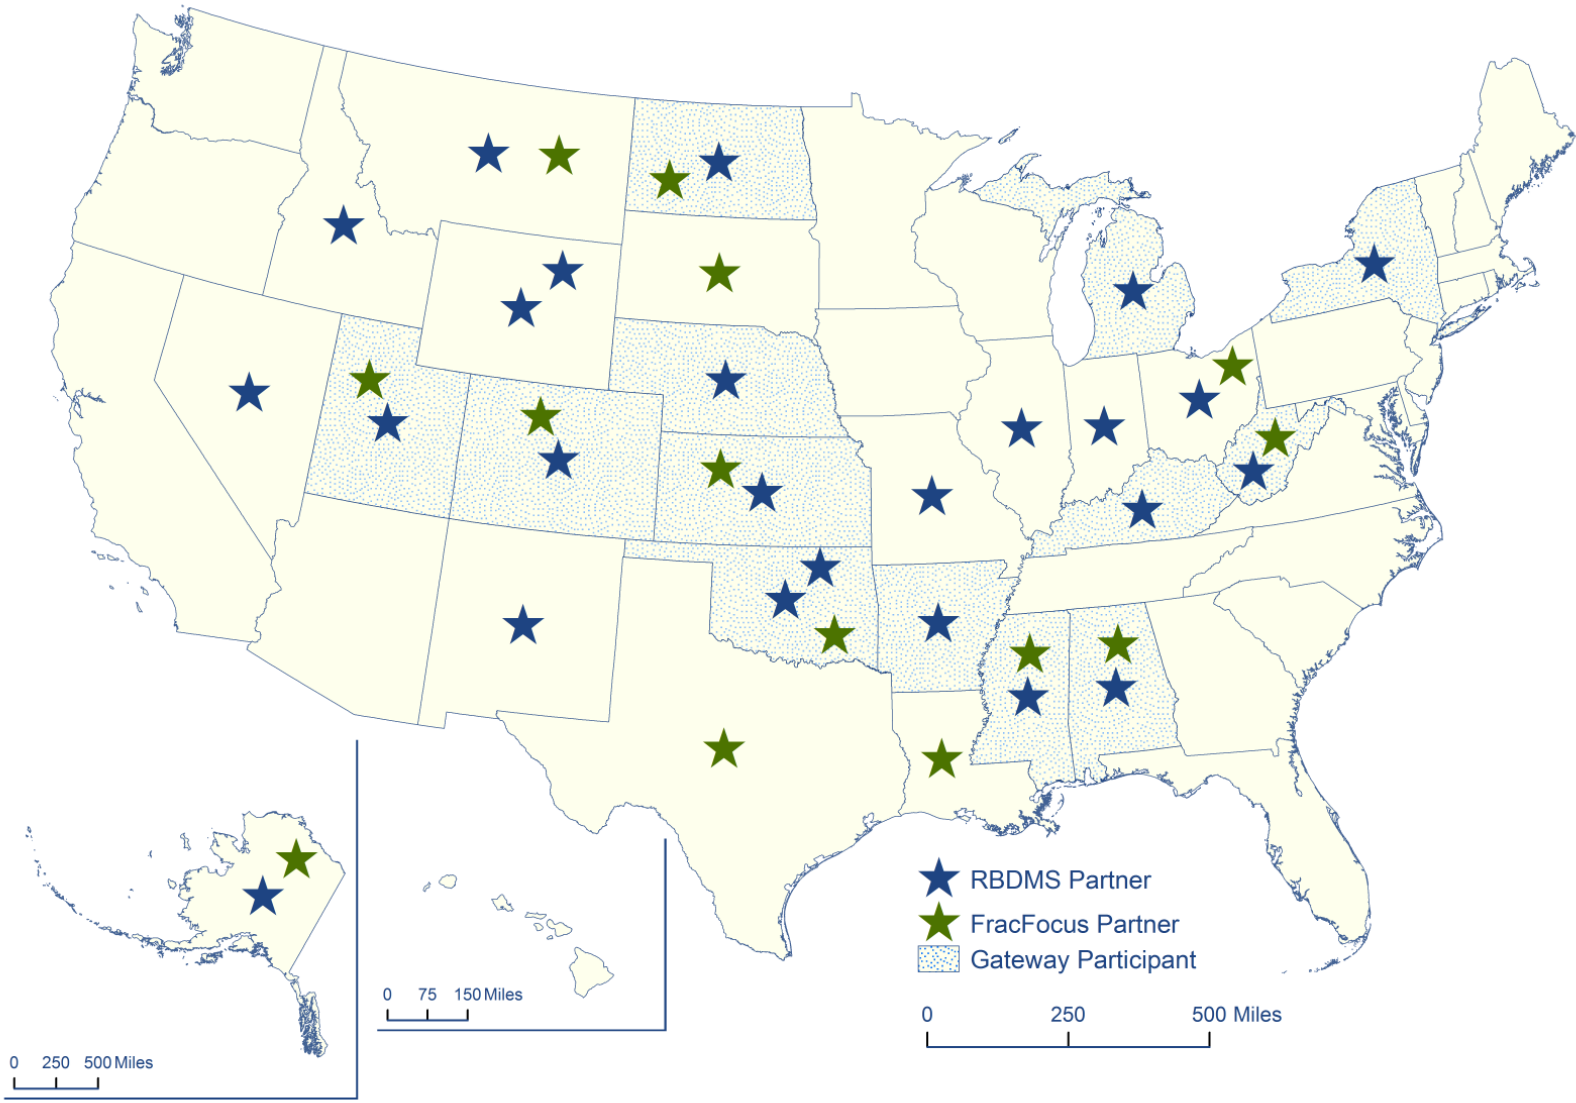 RBDMS Partner
FracFocus Partner
Gateway Participant
0 75 150 Miles
0 250 500 Miles
0 250 500 Miles